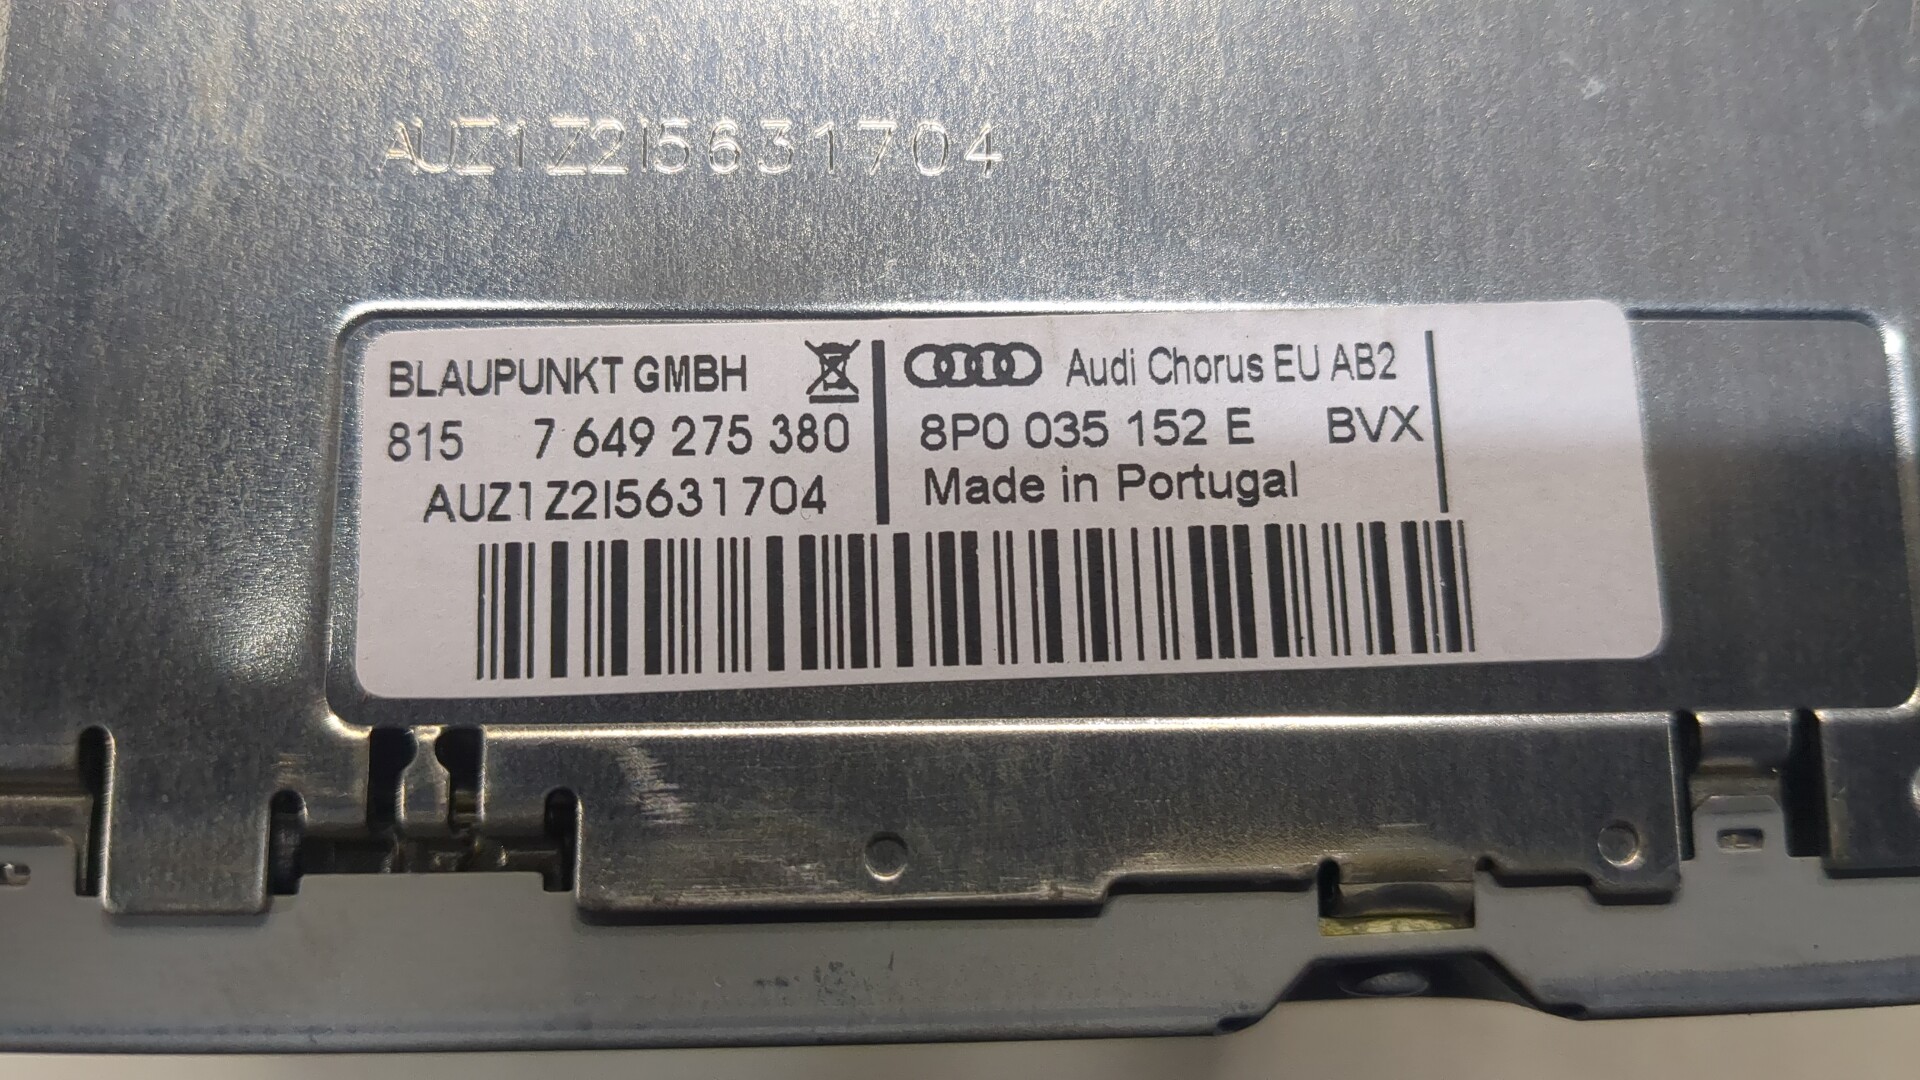 AUZ1Z2I5631704
BLAUPUNKT GMBH
815 7 649 275 380
AUZ1Z2I5631704
Audi Chorus EU AB2
8P0 035 152 E BVX
Made in Portugal